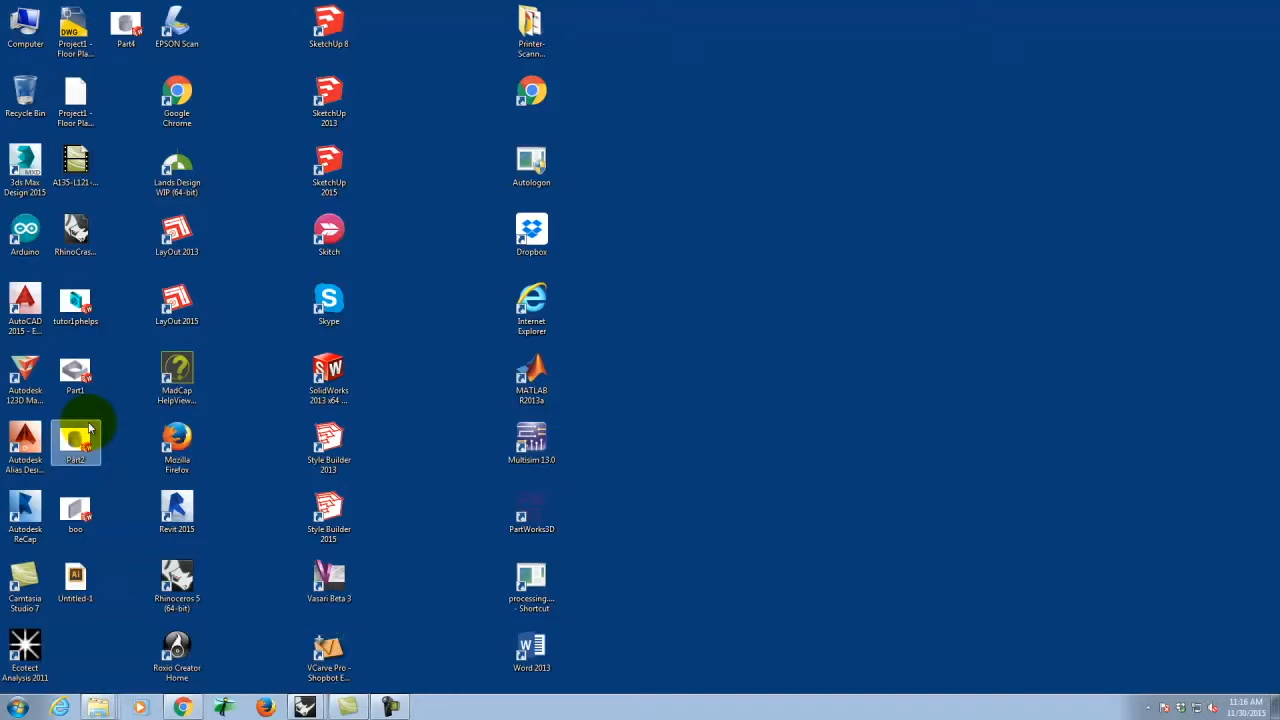 Computer
Project1 -
Floor Pla...
Part4
EPSON Scan
SketchUp 8
Printer-
Scann...
Recycle Bin
Project1 -
Floor Pla...
Google
Chrome
SketchUp
2013
3ds Max
Design 2015
A135-L121-...
Lands Design
WIP (64-bit)
SketchUp
2015
Autologon
Arduino
RhinoCras...
LayOut 2013
Skitch
Dropbox
AutoCAD
2015 - E...
tutor1phelps
LayOut 2015
Skype
Internet
Explorer
Autodesk
123D Ma...
Part1
MadCap
HelpView...
SolidWorks
2013 x64 ...
MATLAB
R2013a
Autodesk
Alias Desi...
Part2
Mozilla
Firefox
Style Builder
2013
Multisim 13.0
Autodesk
ReCap
boo
Revit 2015
Style Builder
2015
PartWorks3D
Camtasia
Studio 7
Untitled-1
Rhinoceros 5
(64-bit)
Vasari Beta 3
processing....
- Shortcut
Ecotect
Analysis 2011
Roxio Creator
Home
VCarve Pro -
Shopbot E...
Word 2013
11:16 AM
11/30/2015